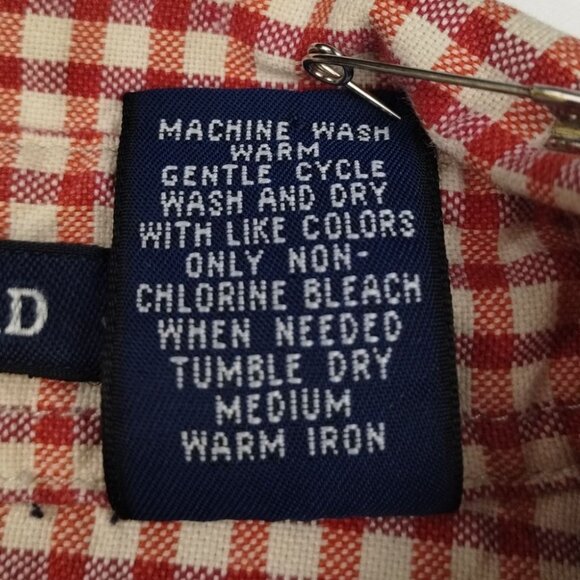 MACHINE WASH
WARM
GENTLE CYCLE
WASH AND DRY
WITH LIKE COLORS
ONLY NON-
CHLORINE BLEACH
WHEN NEEDED
TUMBLE DRY
MEDIUM
WARM IRON
D